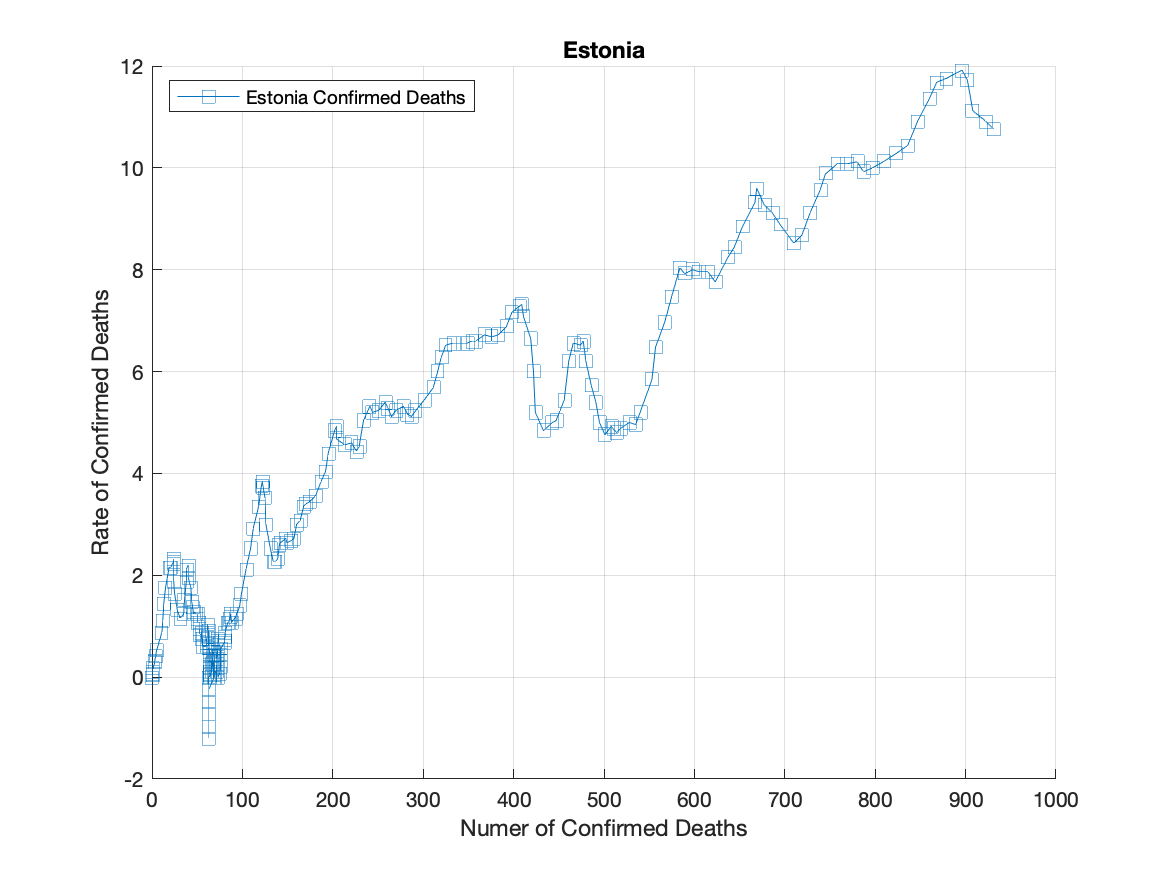 Estonia
Estonia Confirmed Deaths
12
10
8
6
4
2
0
-2
Rate of Confirmed Deaths
0 100 200 300 400 500 600 700 800 900 1000
Numer of Confirmed Deaths